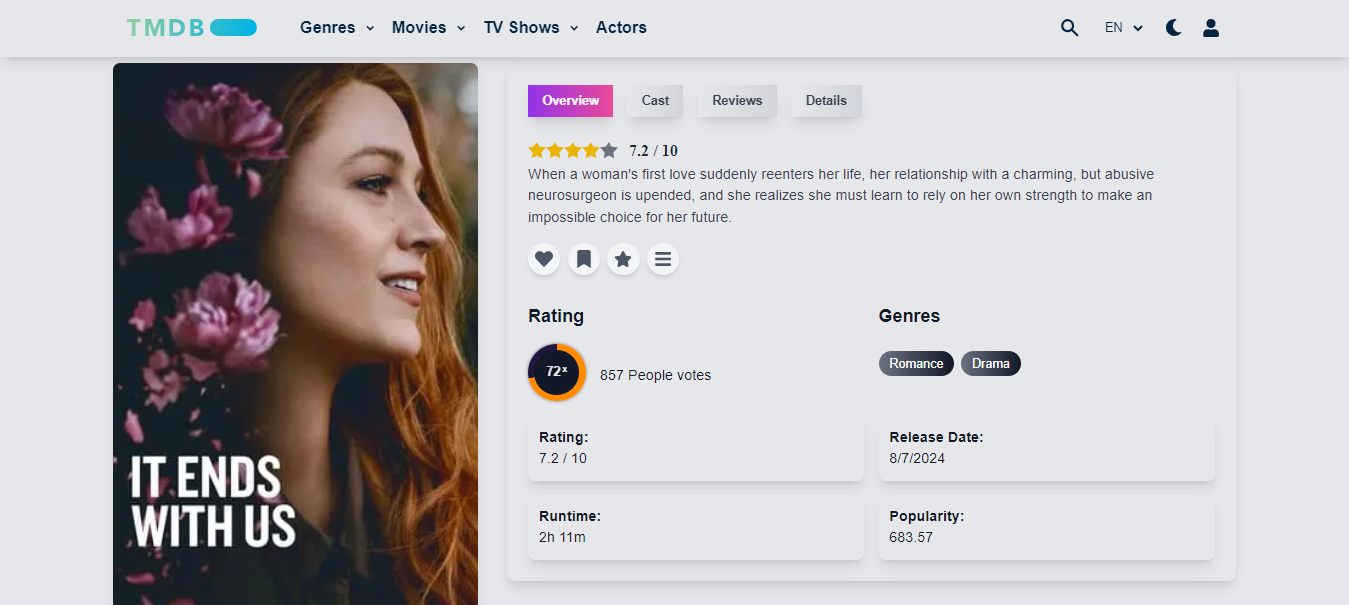 TMDB Genres Movies TV Shows Actors EN
Overview Cast Reviews Details
7.2 / 10
When a woman's first love suddenly reenters her life, her relationship with a charming, but abusive
neurosurgeon is upended, and she realizes she must learn to rely on her own strength to make an
impossible choice for her future.
Rating
72x
857 People votes
Genres
Romance Drama
Rating:
7.2 / 10
Release Date:
8/7/2024
Runtime:
2h 11m
Popularity:
683.57
IT ENDS
WITH US